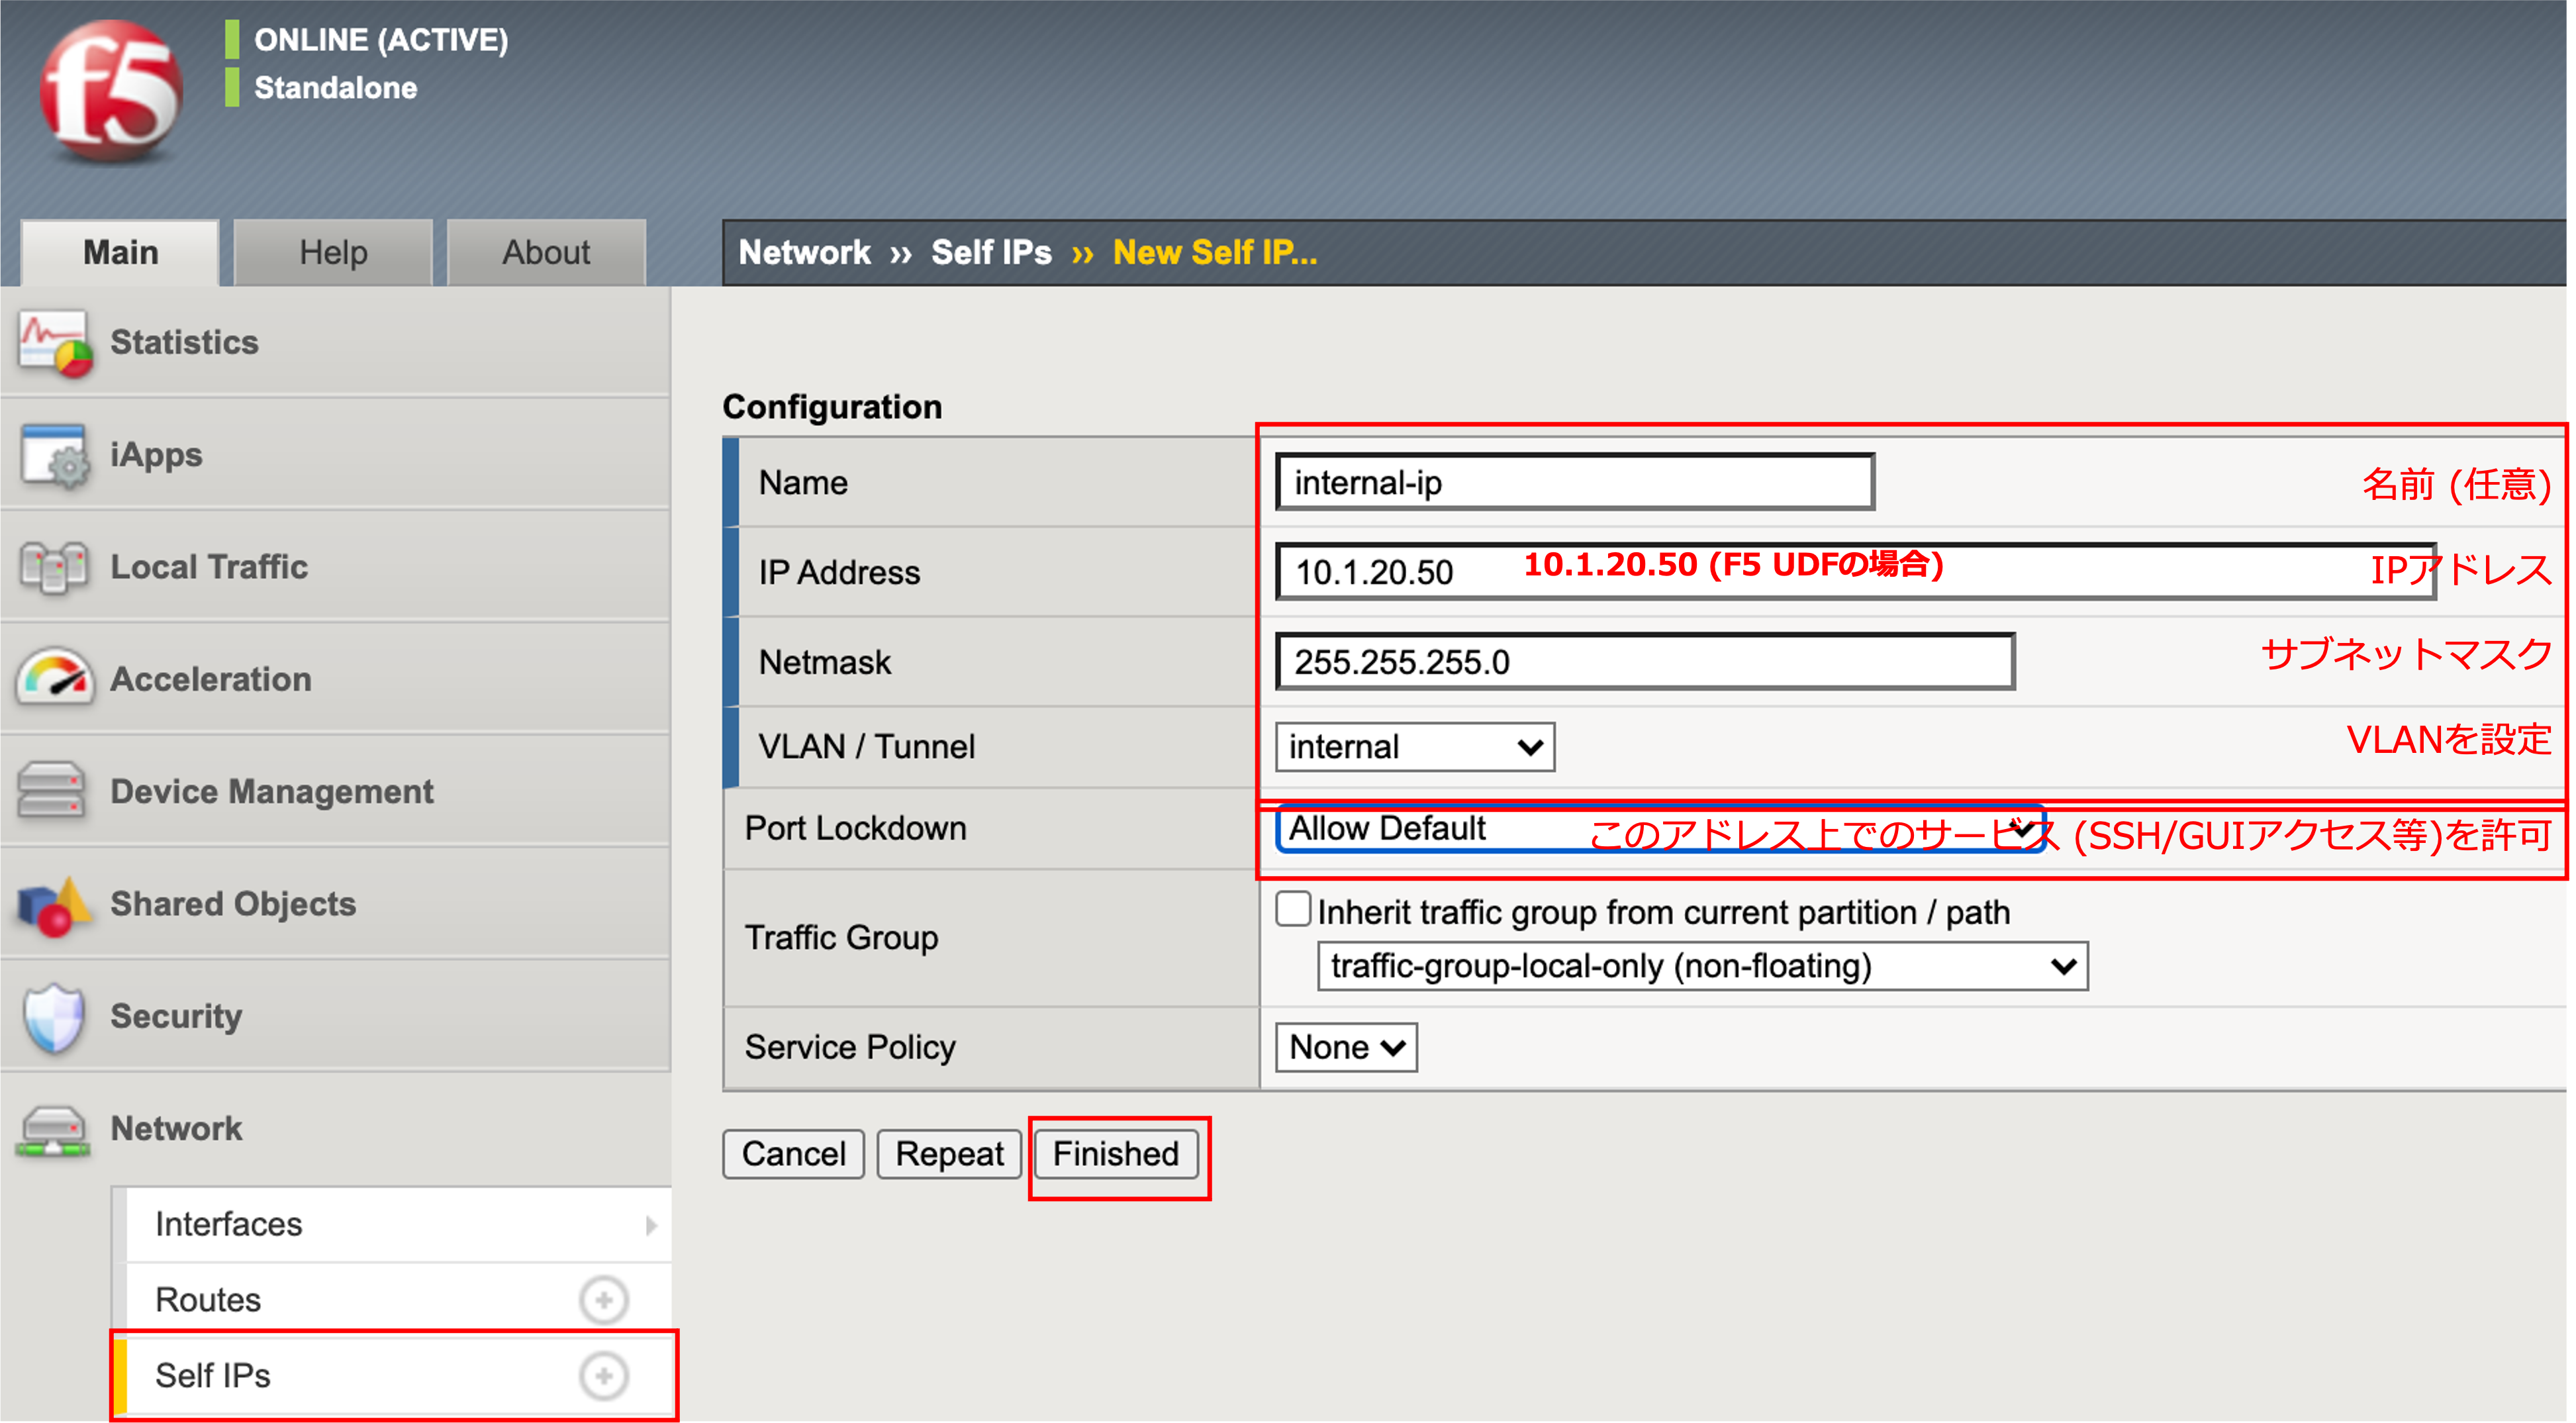 f5
ONLINE (ACTIVE)
Standalone
Main
Help
About
Network ›› Self IPs ›› New Self IP...
Statistics
iApps
Local Traffic
Acceleration
Device Management
Shared Objects
Security
Network
Interfaces
Routes
Self IPs
Configuration
Name
internal-ip
名前 (任意)
IP Address
10.1.20.50
10.1.20.50 (F5 UDFの場合)
IPアドレス
Netmask
255.255.255.0
サブネットマスク
VLAN / Tunnel
internal
VLANを設定
Port Lockdown
Allow Default
このアドレス上でのサービス (SSH/GUIアクセス等)を許可
Traffic Group
Inherit traffic group from current partition / path
traffic-group-local-only (non-floating)
Service Policy
None
Cancel
Repeat
Finished